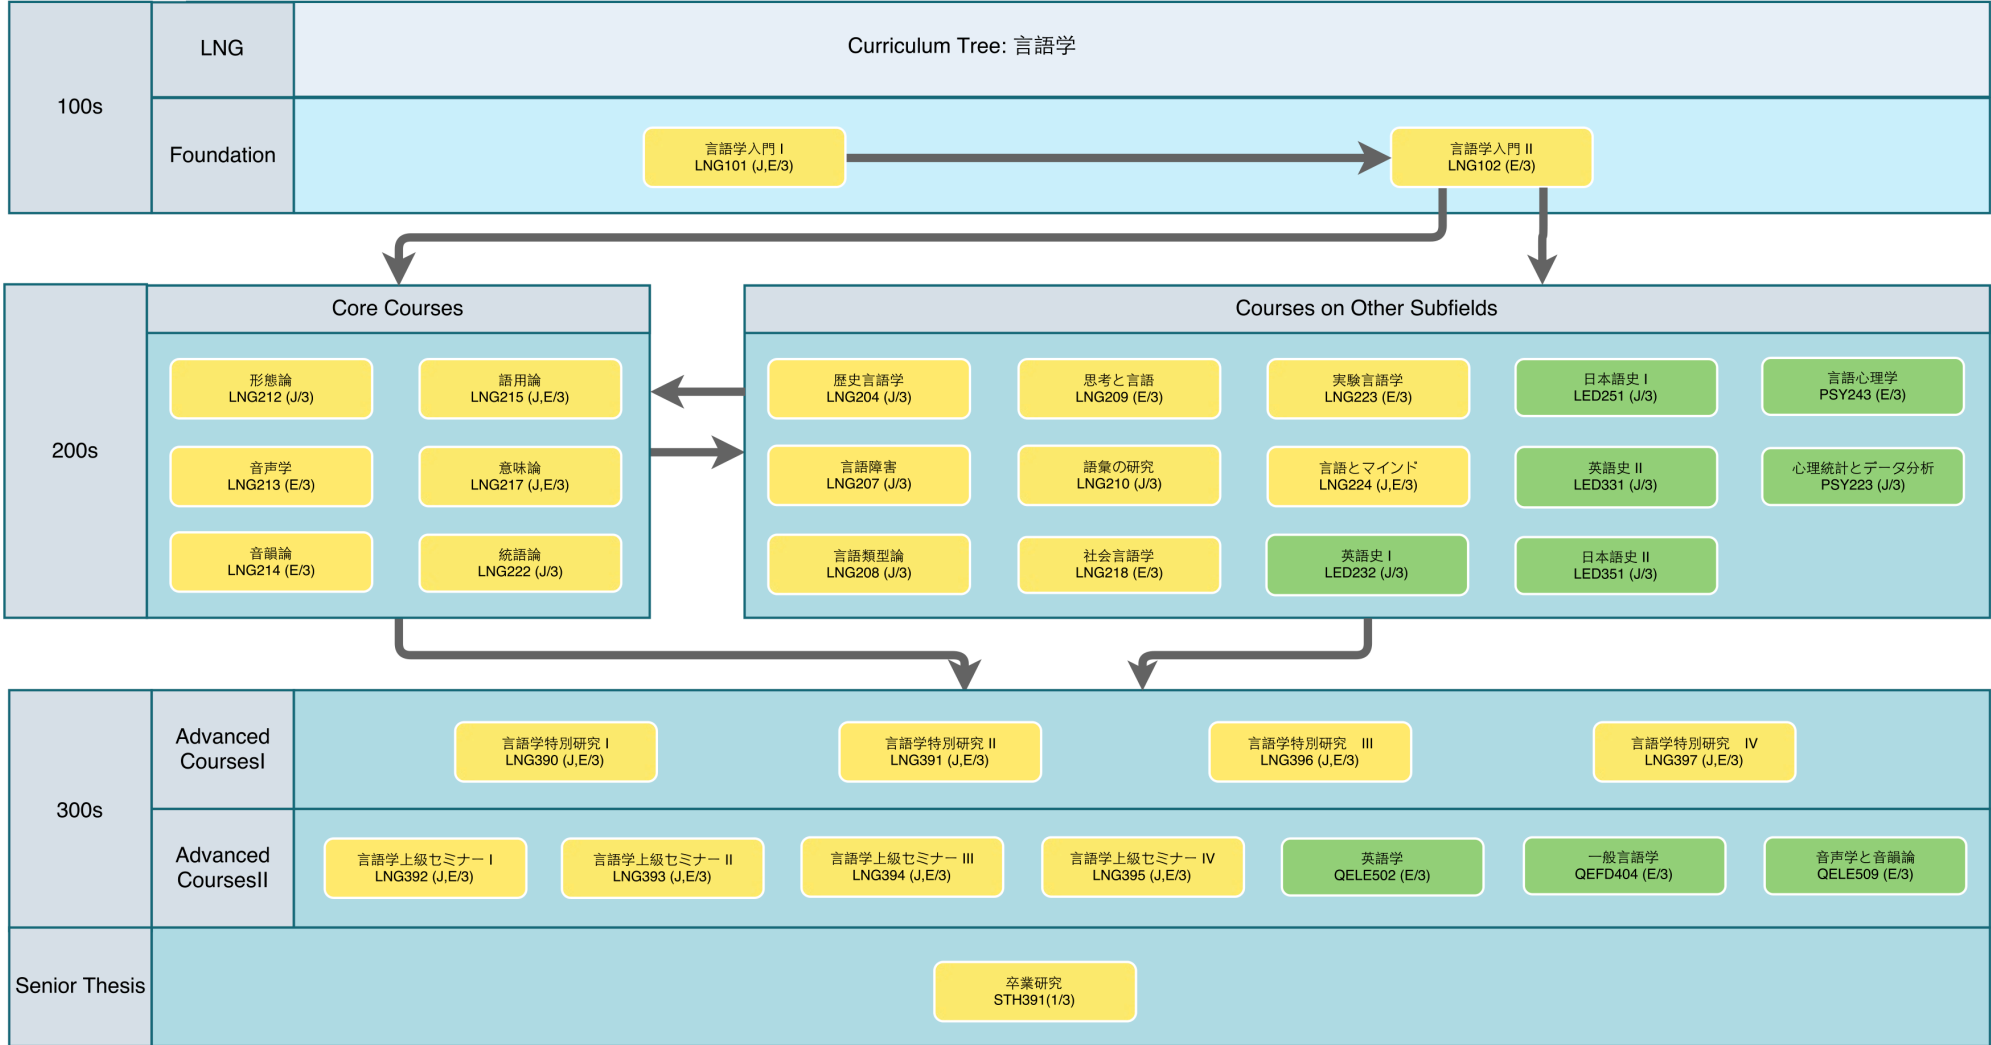 LNG
Curriculum Tree: 言語学
100s
Foundation
言語学入門 I
LNG101 (J,E/3)
言語学入門 II
LNG102 (E/3)
200s
Core Courses
形態論
LNG212 (J/3)
語用論
LNG215 (J,E/3)
音声学
LNG213 (E/3)
意味論
LNG217 (J,E/3)
音韻論
LNG214 (E/3)
統語論
LNG222 (J/3)
Courses on Other Subfields
歴史言語学
LNG204 (J/3)
思考と言語
LNG209 (E/3)
実験言語学
LNG223 (E/3)
日本語史 I
LED251 (J/3)
言語心理学
PSY243 (E/3)
言語障害
LNG207 (J/3)
語彙の研究
LNG210 (J/3)
言語とマインド
LNG224 (J,E/3)
英語史 II
LED331 (J/3)
心理統計とデータ分析
PSY223 (J/3)
言語類型論
LNG208 (J/3)
社会言語学
LNG218 (E/3)
英語史 I
LED232 (J/3)
日本語史 II
LED351 (J/3)
300s
Advanced
CoursesI
言語学特別研究 I
LNG390 (J,E/3)
言語学特別研究 II
LNG391 (J,E/3)
言語学特別研究　III
LNG396 (J,E/3)
言語学特別研究　IV
LNG397 (J,E/3)
Advanced
CoursesII
言語学上級セミナー I
LNG392 (J,E/3)
言語学上級セミナー II
LNG393 (J,E/3)
言語学上級セミナー III
LNG394 (J,E/3)
言語学上級セミナー IV
LNG395 (J,E/3)
英語学
QELE502 (E/3)
一般言語学
QEFD404 (E/3)
音声学と音韻論
QELE509 (E/3)
Senior Thesis
卒業研究
STH391(1/3)